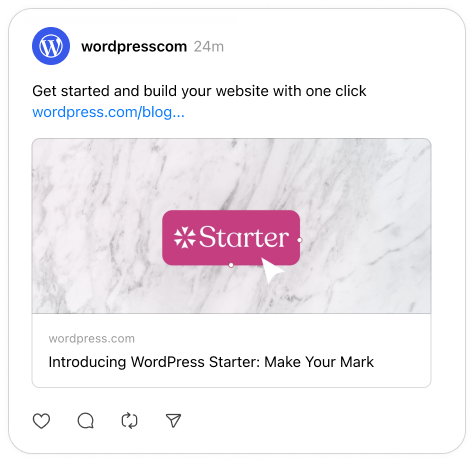 wordpresscom 24m
Get started and build your website with one click
wordpress.com/blog...
Starter
wordpress.com
Introducing WordPress Starter: Make Your Mark